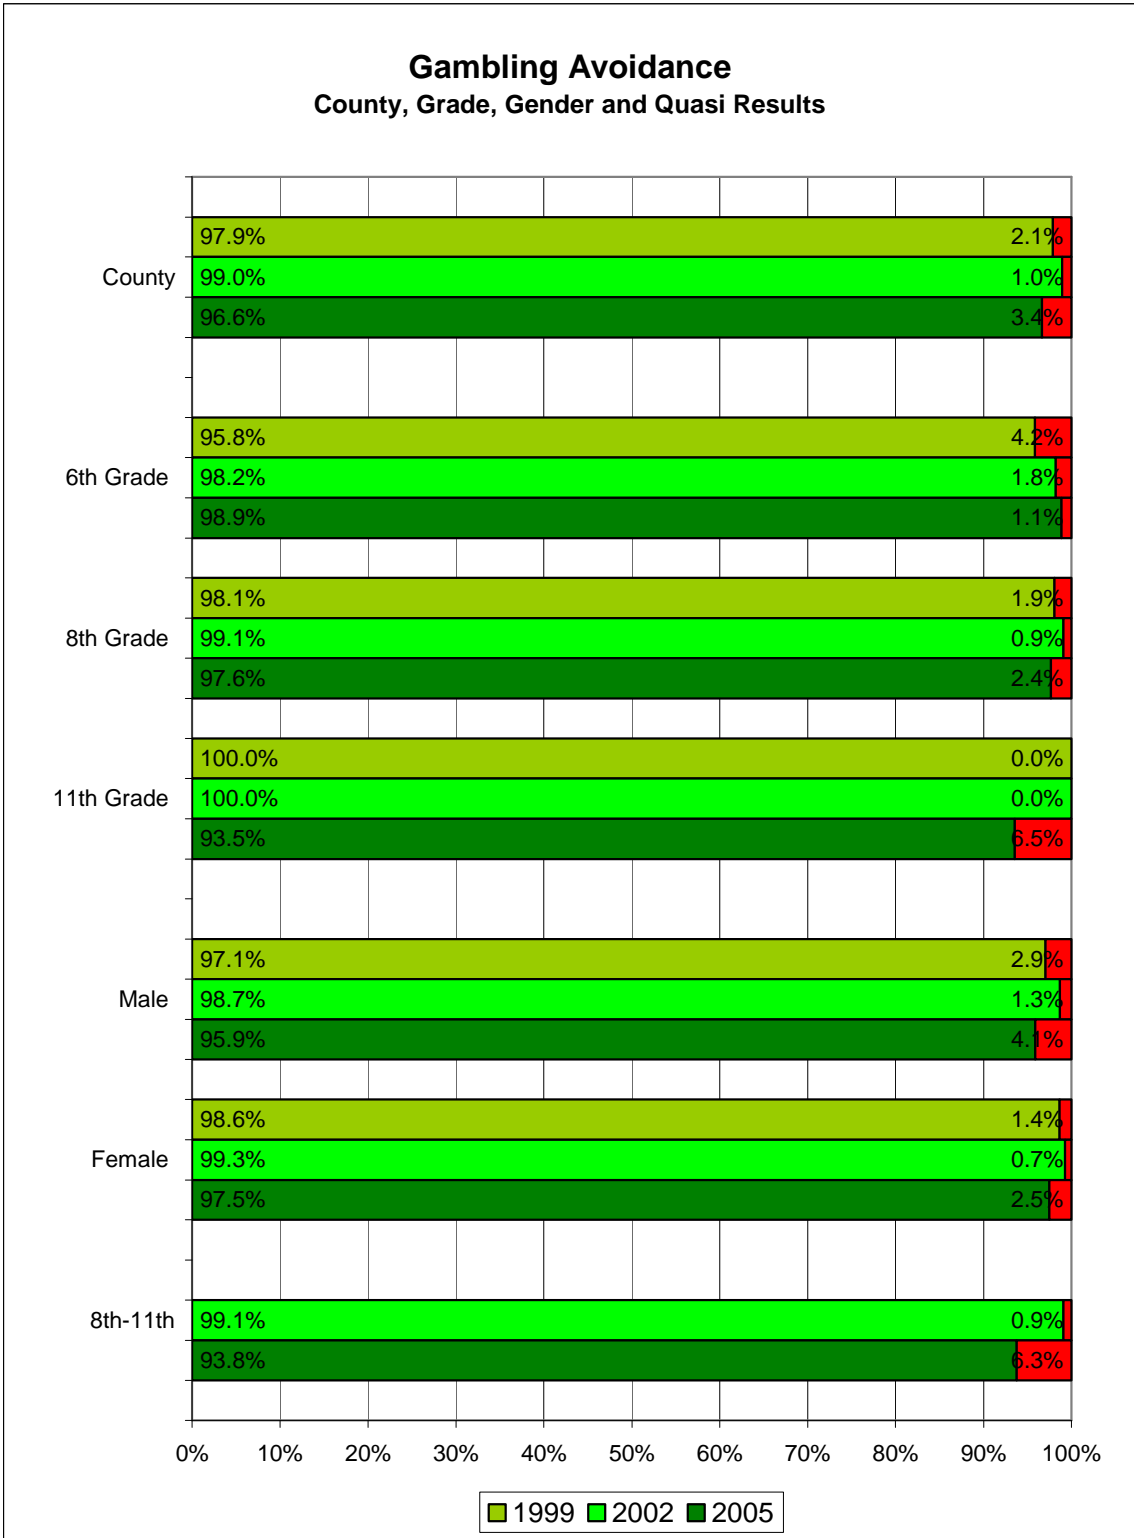 Gambling Avoidance
County, Grade, Gender and Quasi Results
97.9% 2.1%
County 99.0% 1.0%
96.6% 3.4%
95.8% 4.2%
6th Grade 98.2% 1.8%
98.9% 1.1%
98.1% 1.9%
8th Grade 99.1% 0.9%
97.6% 2.4%
100.0% 0.0%
11th Grade 100.0% 0.0%
93.5% 6.5%
97.1% 2.9%
Male 98.7% 1.3%
95.9% 4.1%
98.6% 1.4%
Female 99.3% 0.7%
97.5% 2.5%
8th-11th 99.1% 0.9%
93.8% 6.3%
0% 10% 20% 30% 40% 50% 60% 70% 80% 90% 100%
1999 2002 2005